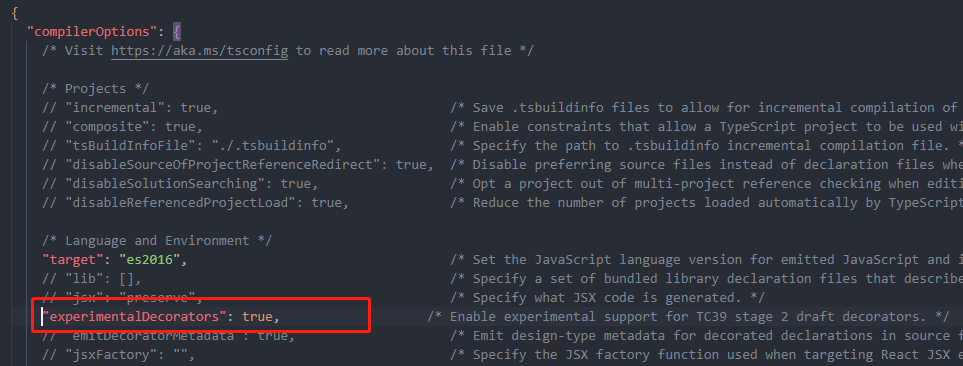 {
"compilerOptions": {
/* Visit https://aka.ms/tsconfig to read more about this file */
/* Projects */
// "incremental": true, /* Save .tsbuildinfo files to allow for incremental compilation of
// "composite": true, /* Enable constraints that allow a TypeScript project to be used wi
// "tsBuildInfoFile": "./.tsbuildinfo", /* Specify the path to .tsbuildinfo incremental compilation file. *
// "disableSourceOfProjectReferenceRedirect": true, /* Disable preferring source files instead of declaration files whe
// "disableSolutionSearching": true, /* Opt a project out of multi-project reference checking when editi
// "disableReferencedProjectLoad": true, /* Reduce the number of projects loaded automatically by TypeScript
/* Language and Environment */
"target": "es2016", /* Set the JavaScript language version for emitted JavaScript and i
// "lib": [], /* Specify a set of bundled library declaration files that describe
// "jsx": "preserve", /* Specify what JSX code is generated. */
"experimentalDecorators": true, /* Enable experimental support for TC39 stage 2 draft decorators. */
// "emitDecoratorMetadata": true, /* Emit design-type metadata for decorated declarations in source f
// "jsxFactory": "", /* Specify the JSX factory function used when targeting React JSX e